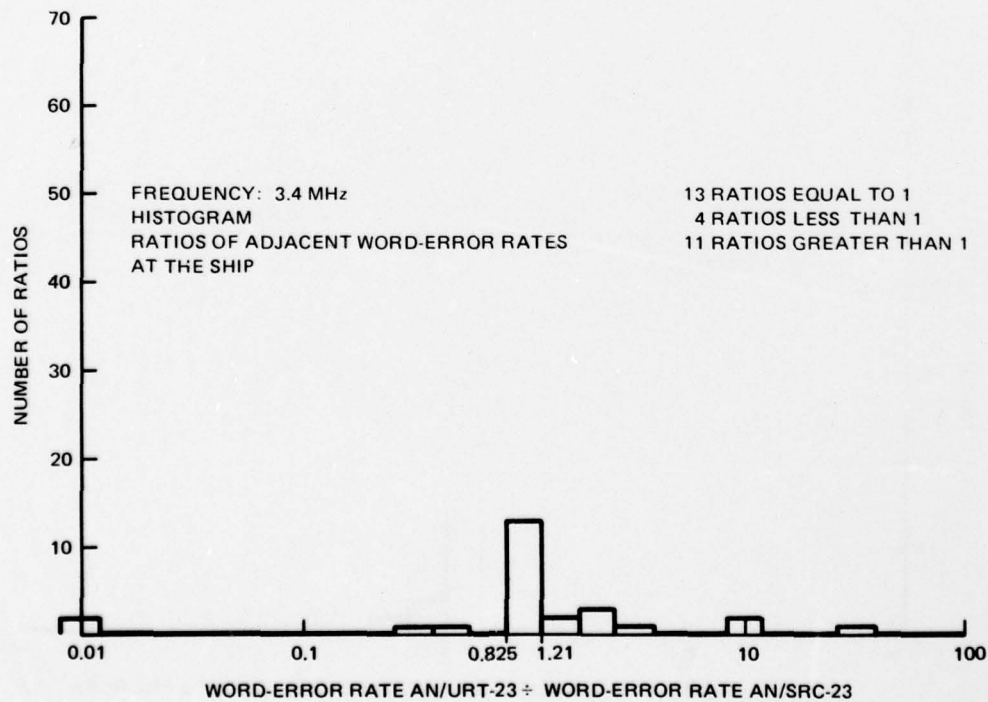 70
60
50
40
30
20
10
NUMBER OF RATIOS
FREQUENCY: 3.4 MHz
HISTOGRAM
RATIOS OF ADJACENT WORD-ERROR RATES
AT THE SHIP
13 RATIOS EQUAL TO 1
4 RATIOS LESS THAN 1
11 RATIOS GREATER THAN 1
0.01 0.1 0.825 1.21 10 100
WORD-ERROR RATE AN/URT-23 ÷ WORD-ERROR RATE AN/SRC-23